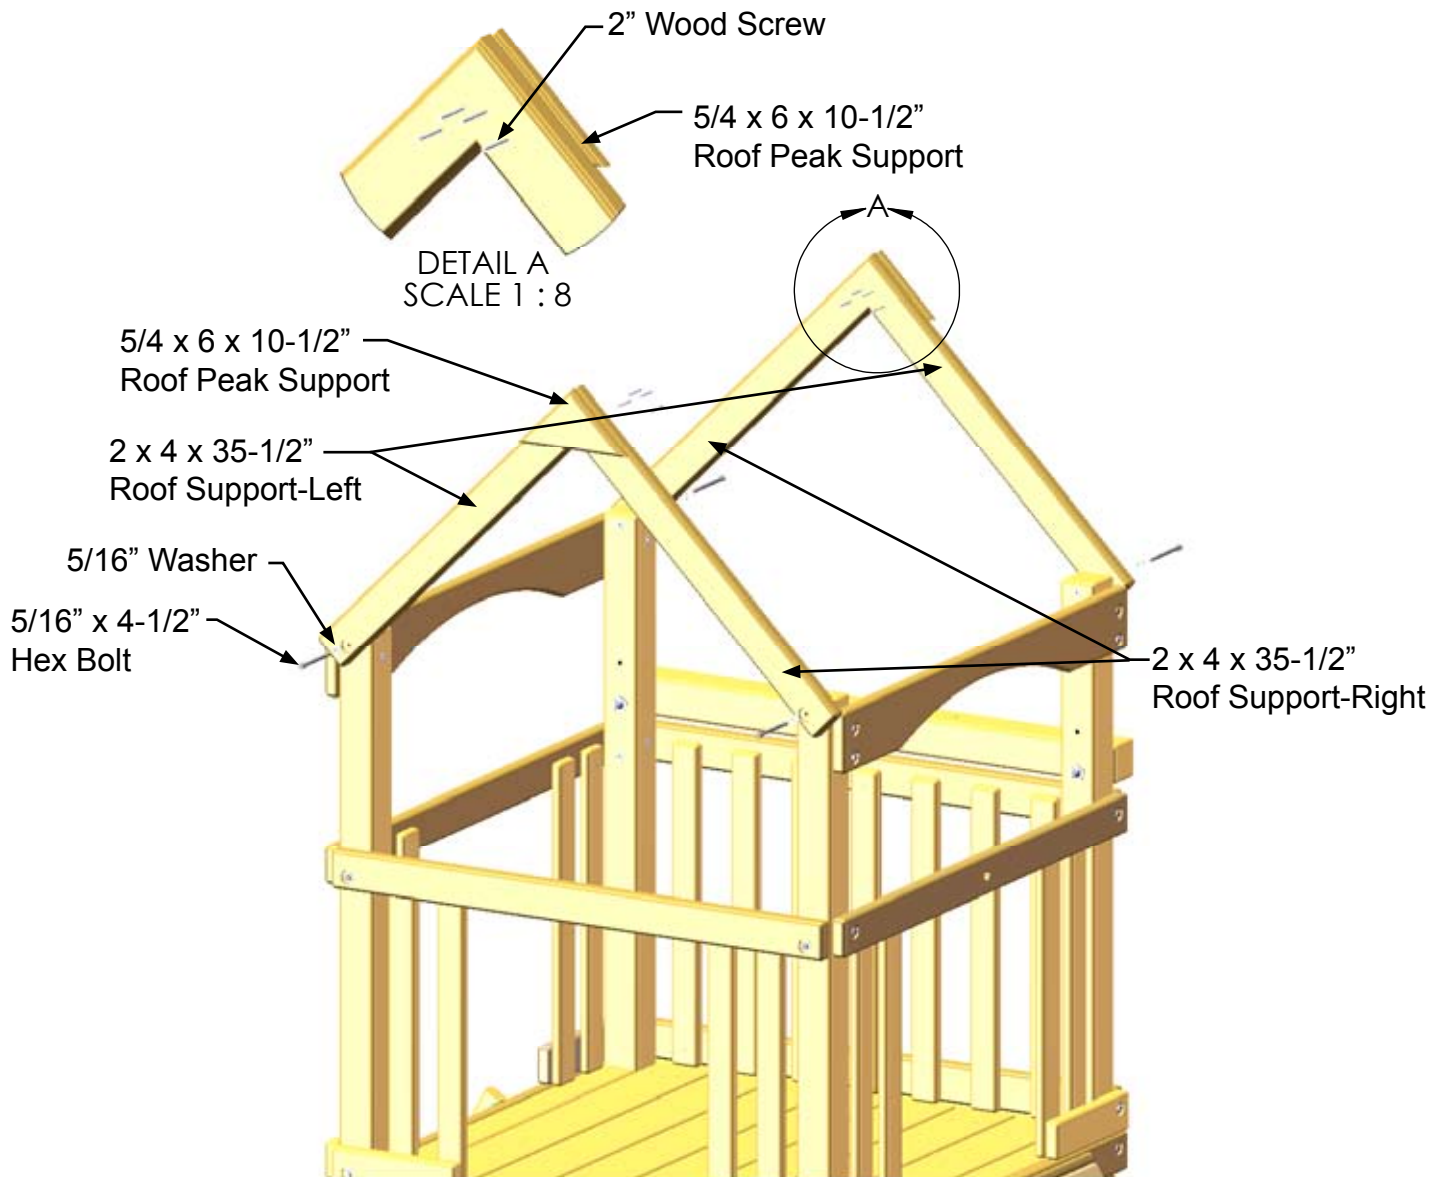 2” Wood Screw
5/4 x 6 x 10-1/2”
Roof Peak Support
A
DETAIL A
SCALE 1 : 8
5/4 x 6 x 10-1/2”
Roof Peak Support
2 x 4 x 35-1/2”
Roof Support-Left
5/16” Washer
5/16” x 4-1/2”
Hex Bolt
2 x 4 x 35-1/2”
Roof Support-Right